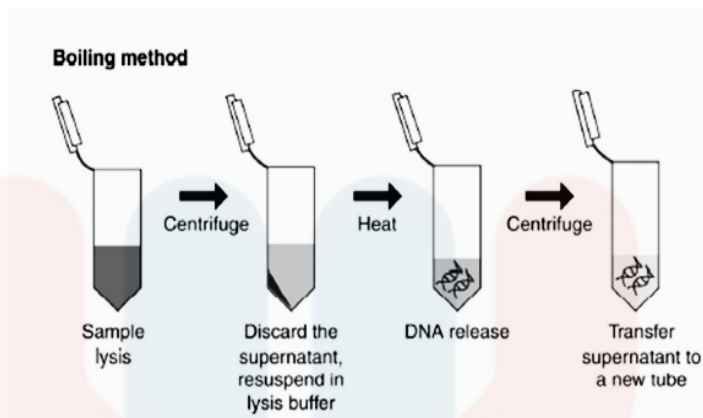 Boiling method
Centrifuge
Heat
Centrifuge
Sample
lysis
Discard the
supernatant,
resuspend in
lysis buffer
DNA release
Transfer
supernatant to
a new tube